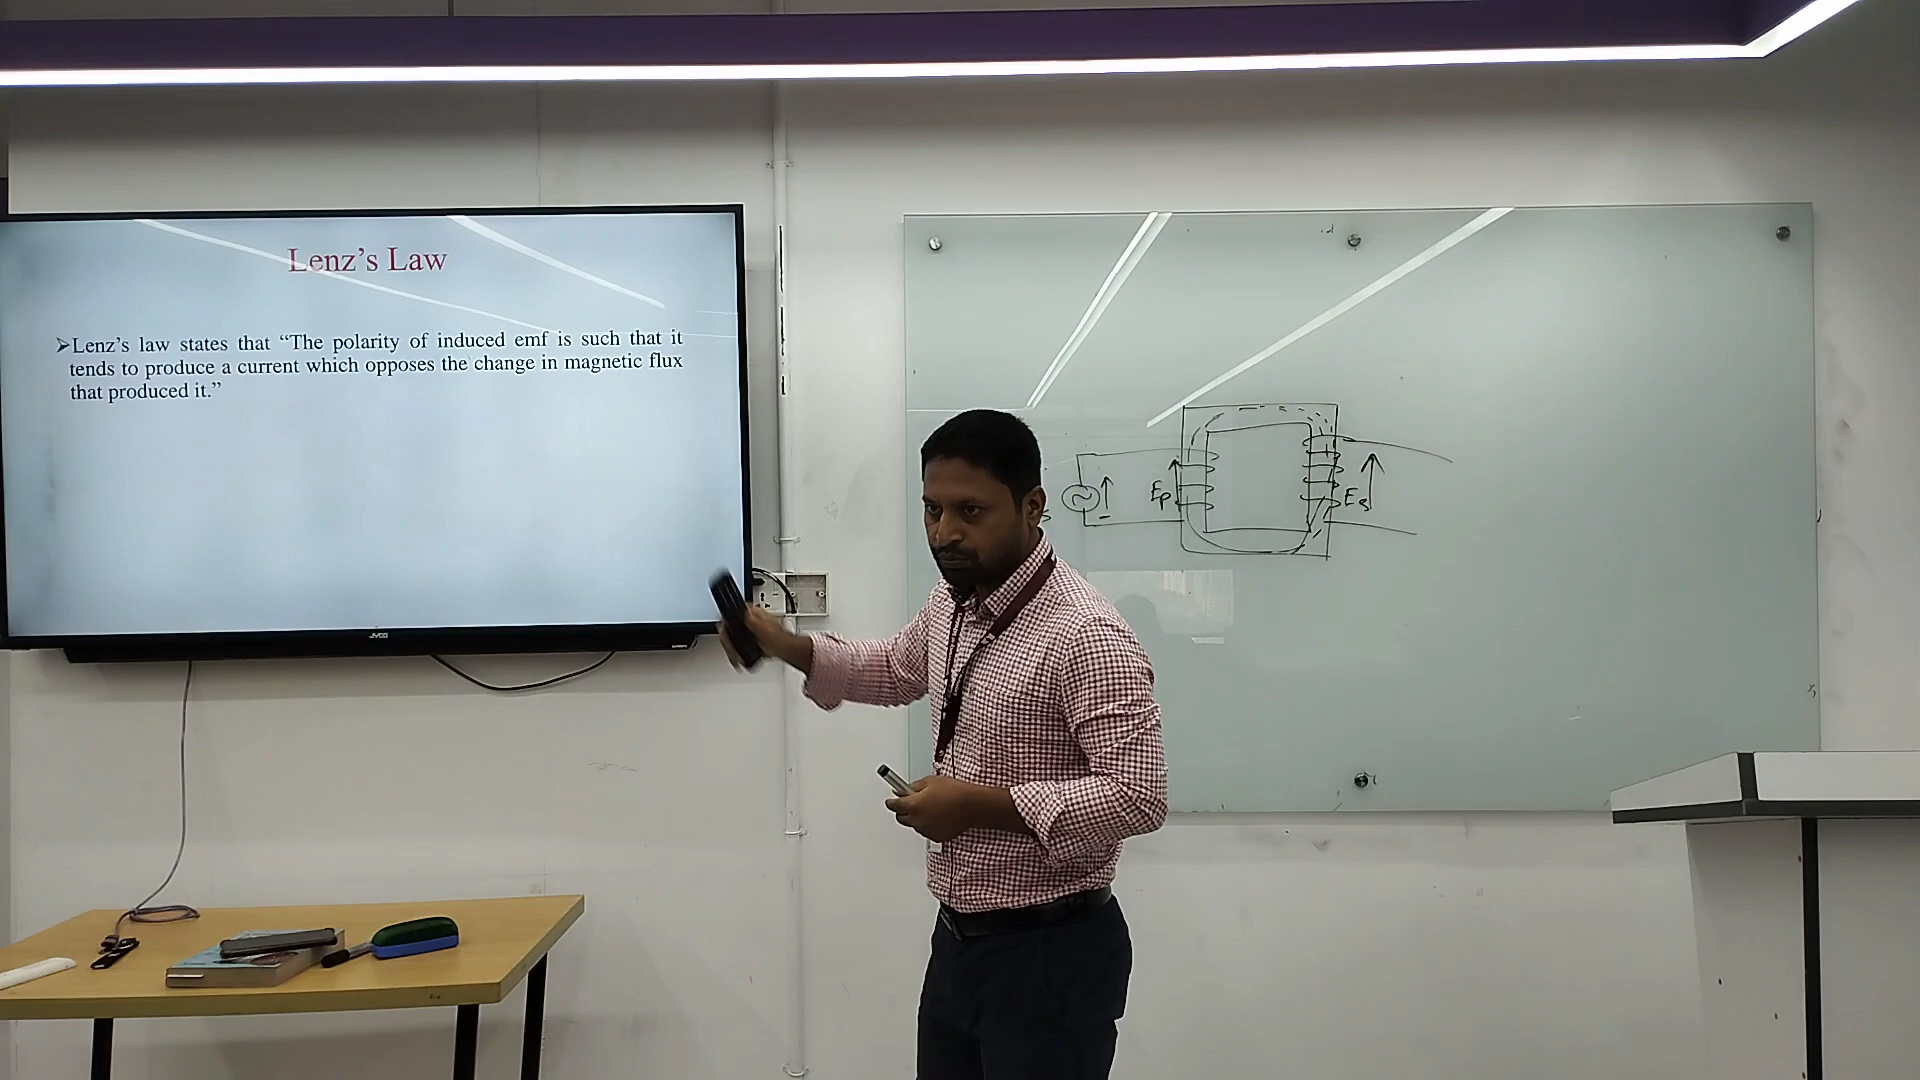 Lenz's Law
➢Lenz's law states that “The polarity of induced emf is such that it
tends to produce a current which opposes the change in magnetic flux
that produced it.”
Ep
Es
JVCO